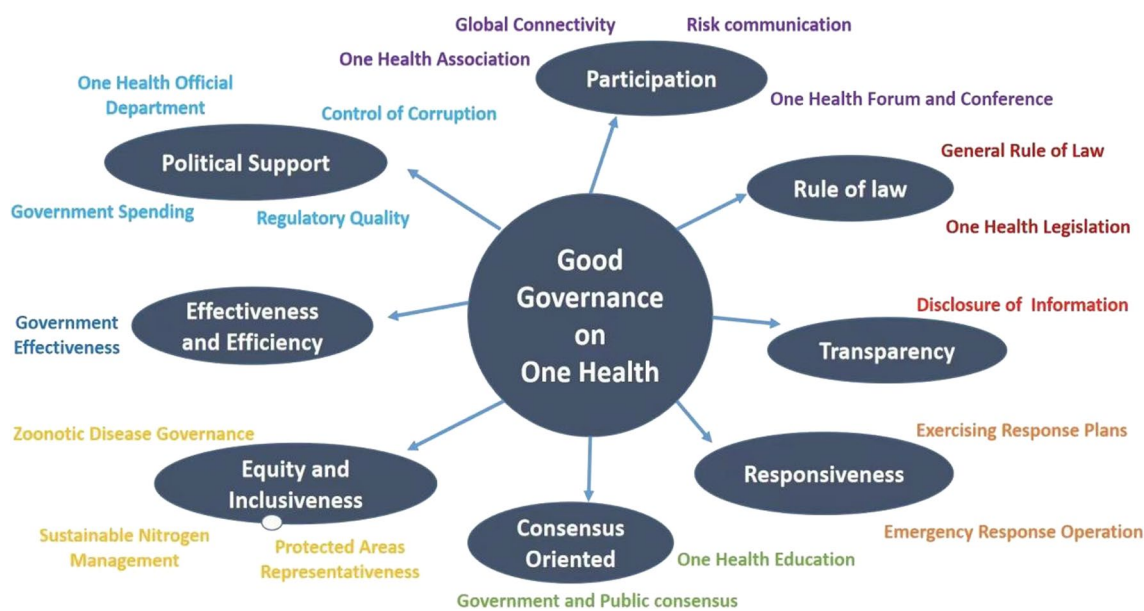 Global Connectivity
Risk communication
One Health Association
Participation
One Health Forum and Conference
One Health Official
Department
Control of Corruption
Political Support
Government Spending
Regulatory Quality
General Rule of Law
Rule of law
One Health Legislation
Good
Governance
on
One Health
Effectiveness
and Efficiency
Government
Effectiveness
Disclosure of Information
Transparency
Zoonotic Disease Governance
Equity and
Inclusiveness
Sustainable Nitrogen
Management
Protected Areas
Representativeness
Exercising Response Plans
Responsiveness
Emergency Response Operation
Consensus
Oriented
One Health Education
Government and Public consensus